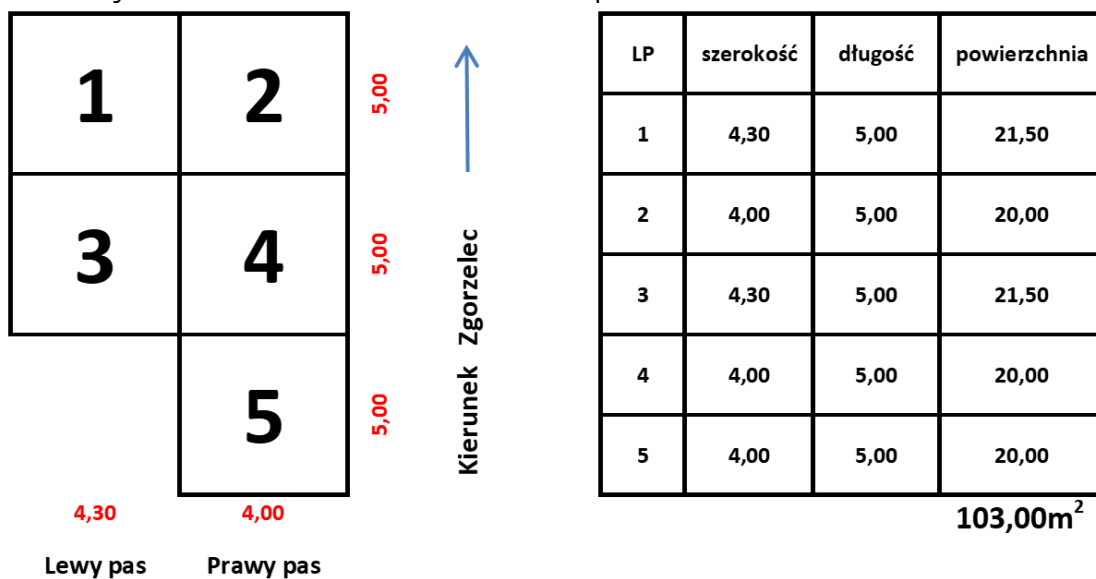 1 2 5,00
3 4 5,00
5 5,00
4,30 4,00
Lewy pas Prawy pas
Kierunek Zgorzelec
LP szerokość długość powierzchnia
1 4,30 5,00 21,50
2 4,00 5,00 20,00
3 4,30 5,00 21,50
4 4,00 5,00 20,00
5 4,00 5,00 20,00
103,00m²